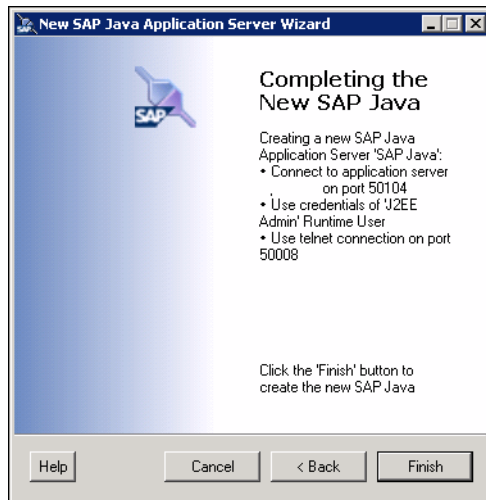 New SAP Java Application Server Wizard
SAP
Completing the
New SAP Java
Creating a new SAP Java
Application Server 'SAP Java':
• Connect to application server
, on port 50104
• Use credentials of 'J2EE
Admin' Runtime User
• Use telnet connection on port
50008
Click the 'Finish' button to
create the new SAP Java
Help
Cancel
< Back
Finish